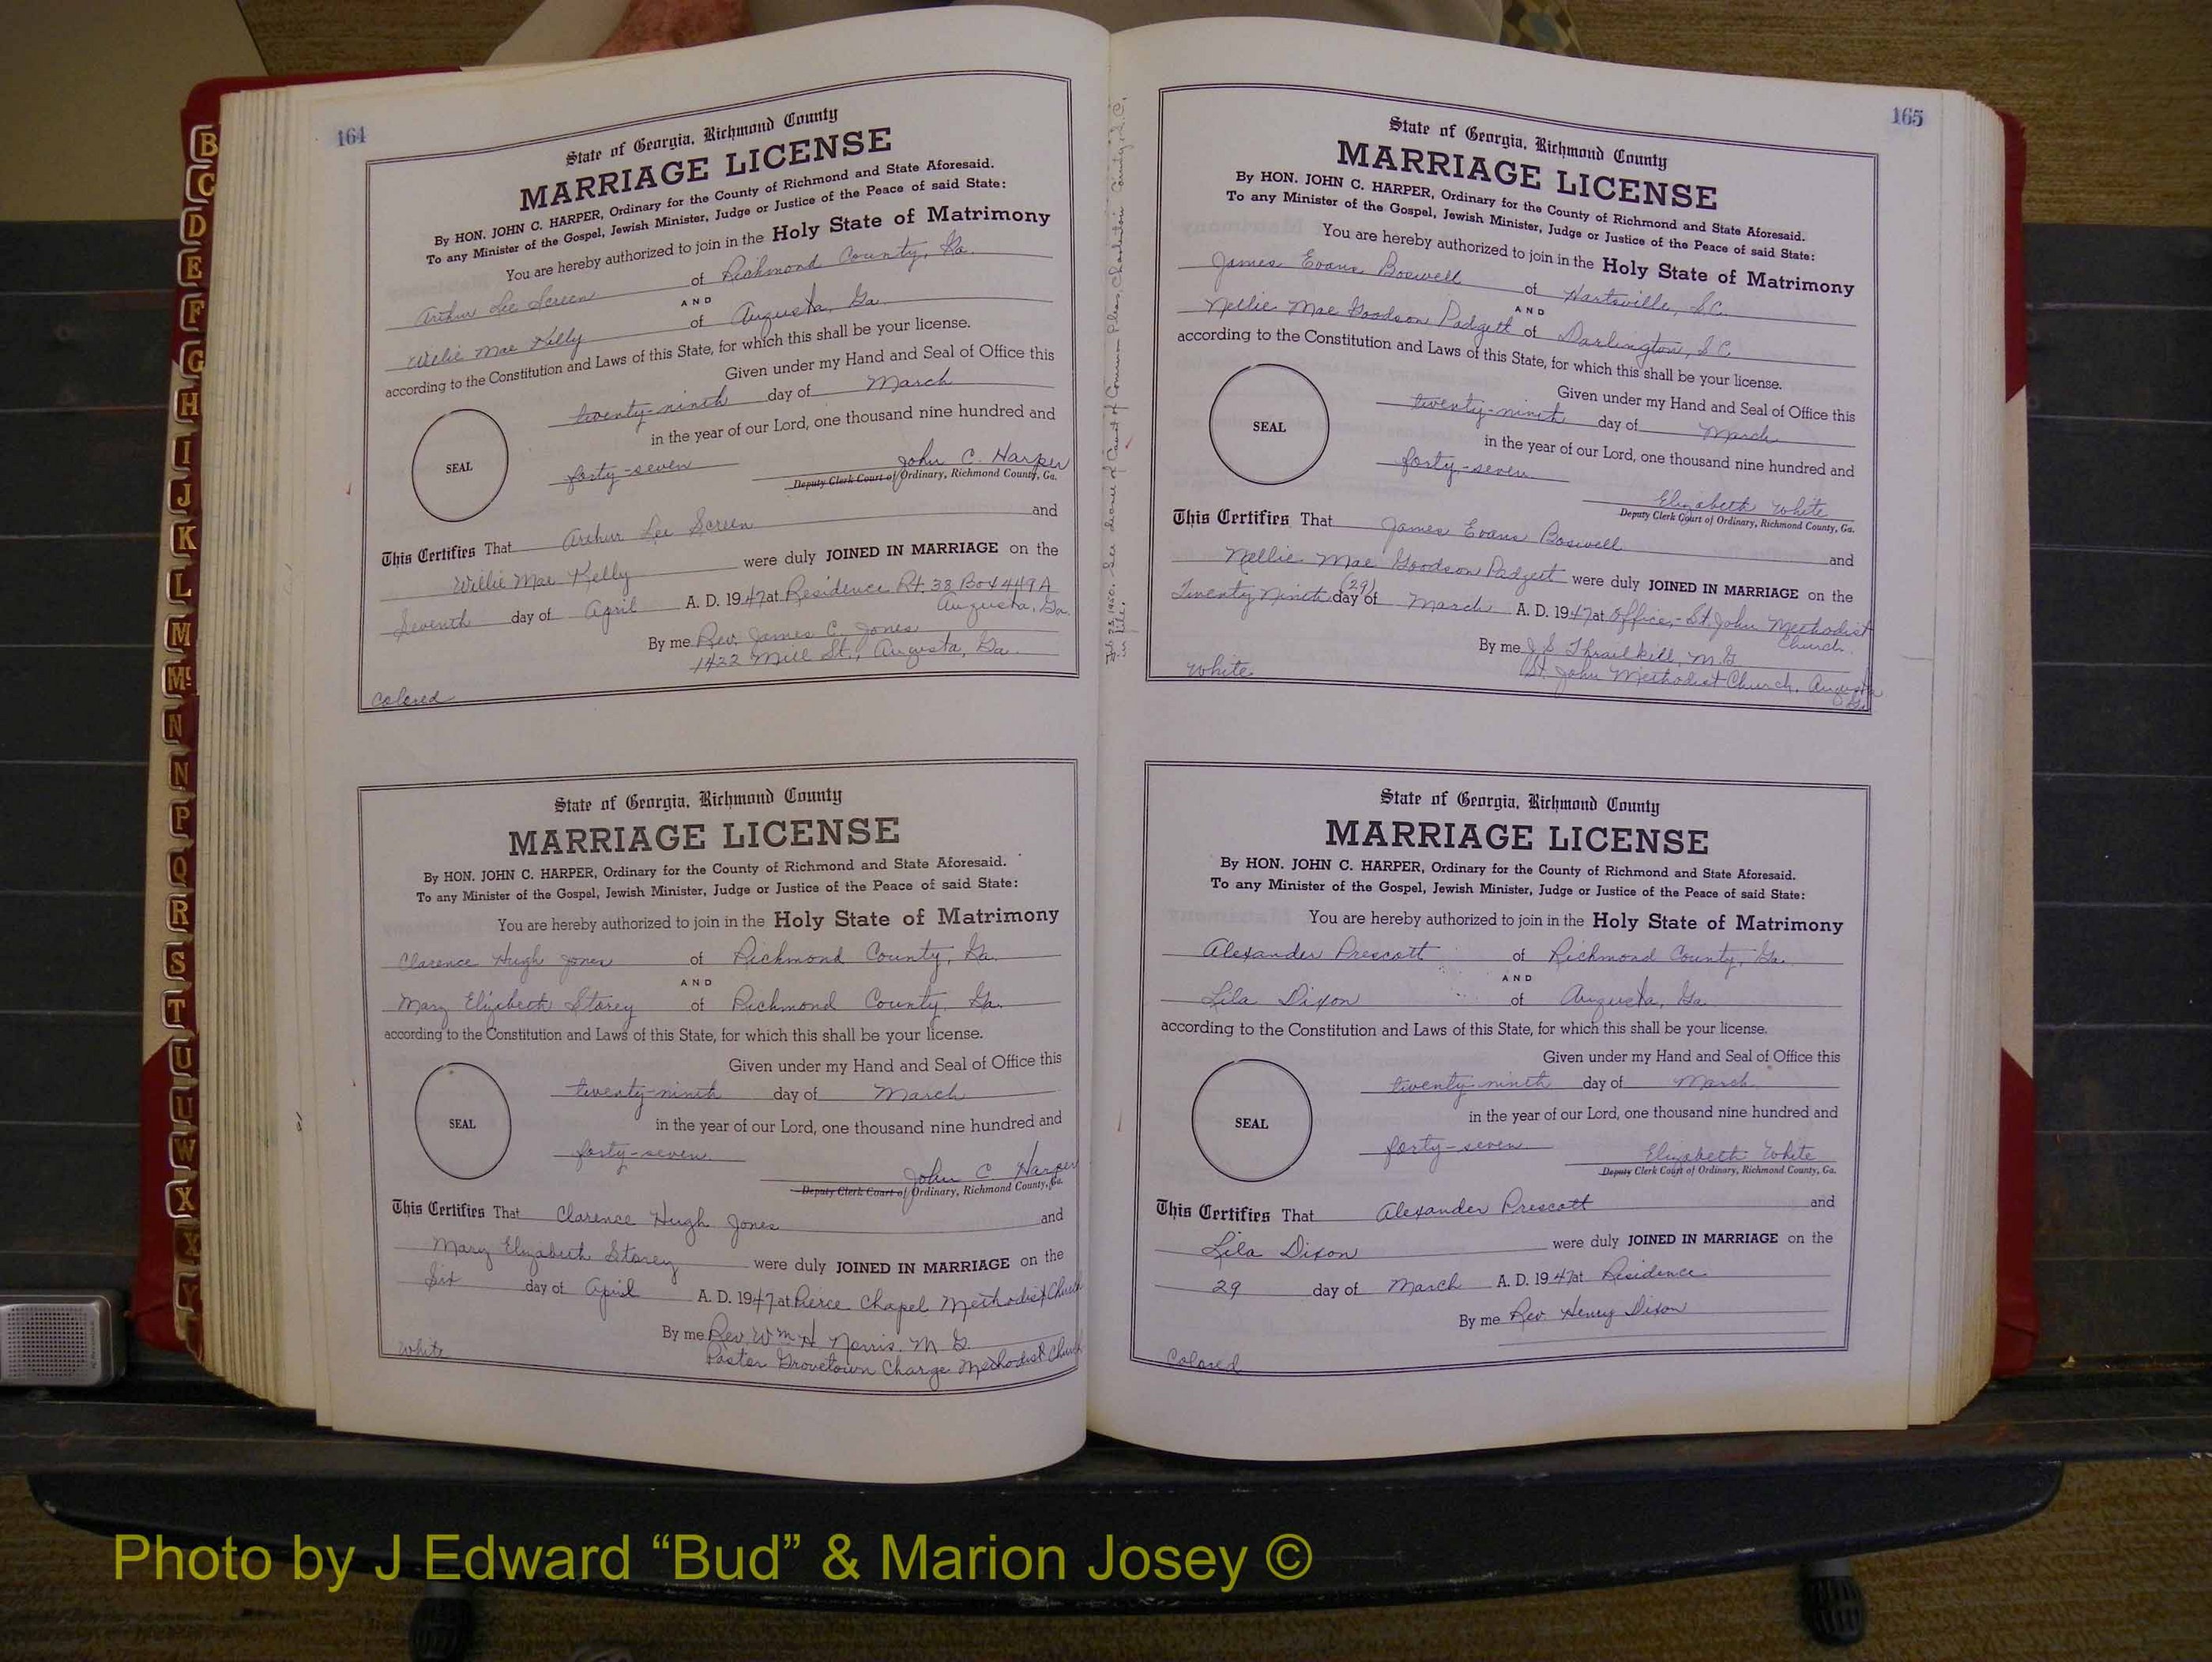 B
C
D
E
F
G
H
I
J
K
L
M
Mc
N
N
P
Q
R
S
T
U
U
W
X
X
Y
164
State of Georgia, Richmond County
MARRIAGE LICENSE
By HON. JOHN C. HARPER, Ordinary for the County of Richmond and State Aforesaid.
To any Minister of the Gospel, Jewish Minister, Judge or Justice of the Peace of said State:
You are hereby authorized to join in the Holy State of Matrimony
Arthur Lee Screen of Richmond County, Ga.
AND
Willie Mae Kelly of Augusta, Ga.
according to the Constitution and Laws of this State, for which this shall be your license.
Given under my Hand and Seal of Office this
twenty-ninth day of March
in the year of our Lord, one thousand nine hundred and
SEAL
forty-seven John C. Harper
Deputy Clerk Court of Ordinary, Richmond County, Ga.
This Certifies That Arthur Lee Screen and
Willie Mae Kelly were duly JOINED IN MARRIAGE on the
Seventh day of April A. D. 1947 at Residence Rt. 33 Box 449A
Augusta, Ga.
By me Rev. James C. Jones
1422 Mill St., Augusta, Ga.
Colored
State of Georgia, Richmond County
MARRIAGE LICENSE
By HON. JOHN C. HARPER, Ordinary for the County of Richmond and State Aforesaid.
To any Minister of the Gospel, Jewish Minister, Judge or Justice of the Peace of said State:
You are hereby authorized to join in the Holy State of Matrimony
Clarence Hugh Jones of Richmond County, Ga.
AND
Mary Elizabeth Storey of Richmond County, Ga.
according to the Constitution and Laws of this State, for which this shall be your license.
Given under my Hand and Seal of Office this
twenty-ninth day of March
SEAL
in the year of our Lord, one thousand nine hundred and
forty-seven John C. Harper
Deputy Clerk Court of Ordinary, Richmond County, Ga.
This Certifies That Clarence Hugh Jones and
Mary Elizabeth Storey were duly JOINED IN MARRIAGE on the
Six day of April A. D. 1947 at Pierce Chapel Methodist Church
By me Rev. Wm H Norris, M. G.
Pastor Grovetown Charge Methodist Church
White
Feb 23, 1950. See decree of Court of Common Pleas, Charleston County, S.C.
in file.
165
State of Georgia, Richmond County
MARRIAGE LICENSE
By HON. JOHN C. HARPER, Ordinary for the County of Richmond and State Aforesaid.
To any Minister of the Gospel, Jewish Minister, Judge or Justice of the Peace of said State:
You are hereby authorized to join in the Holy State of Matrimony
James Evans Boswell of Hartsville, S.C.
AND
Nellie Mae Goodson Padgett of Darlington, S.C.
according to the Constitution and Laws of this State, for which this shall be your license.
Given under my Hand and Seal of Office this
twenty-ninth day of March
SEAL
in the year of our Lord, one thousand nine hundred and
forty-seven
Elizabeth White
Deputy Clerk Court of Ordinary, Richmond County, Ga.
This Certifies That James Evans Boswell and
Nellie Mae Goodson Padgett were duly JOINED IN MARRIAGE on the
Twenty Ninth (29) day of March A. D. 1947 at Office,- St. John Methodist
Church.
By me J S Thrailkill, M.G
St. John Methodist Church, Augusta
Ga.
White
State of Georgia, Richmond County
MARRIAGE LICENSE
By HON. JOHN C. HARPER, Ordinary for the County of Richmond and State Aforesaid.
To any Minister of the Gospel, Jewish Minister, Judge or Justice of the Peace of said State:
You are hereby authorized to join in the Holy State of Matrimony
Alexander Prescott of Richmond County, Ga.
AND
Lila Dixon of Augusta, Ga.
according to the Constitution and Laws of this State, for which this shall be your license.
Given under my Hand and Seal of Office this
twenty-ninth day of March
SEAL
in the year of our Lord, one thousand nine hundred and
forty-seven Elizabeth White
Deputy Clerk Court of Ordinary, Richmond County, Ga.
This Certifies That Alexander Prescott and
Lila Dixon were duly JOINED IN MARRIAGE on the
29 day of March A. D. 1947 at Residence
By me Rev. Henry Dixon
Colored
Photo by J Edward “Bud” & Marion Josey ©